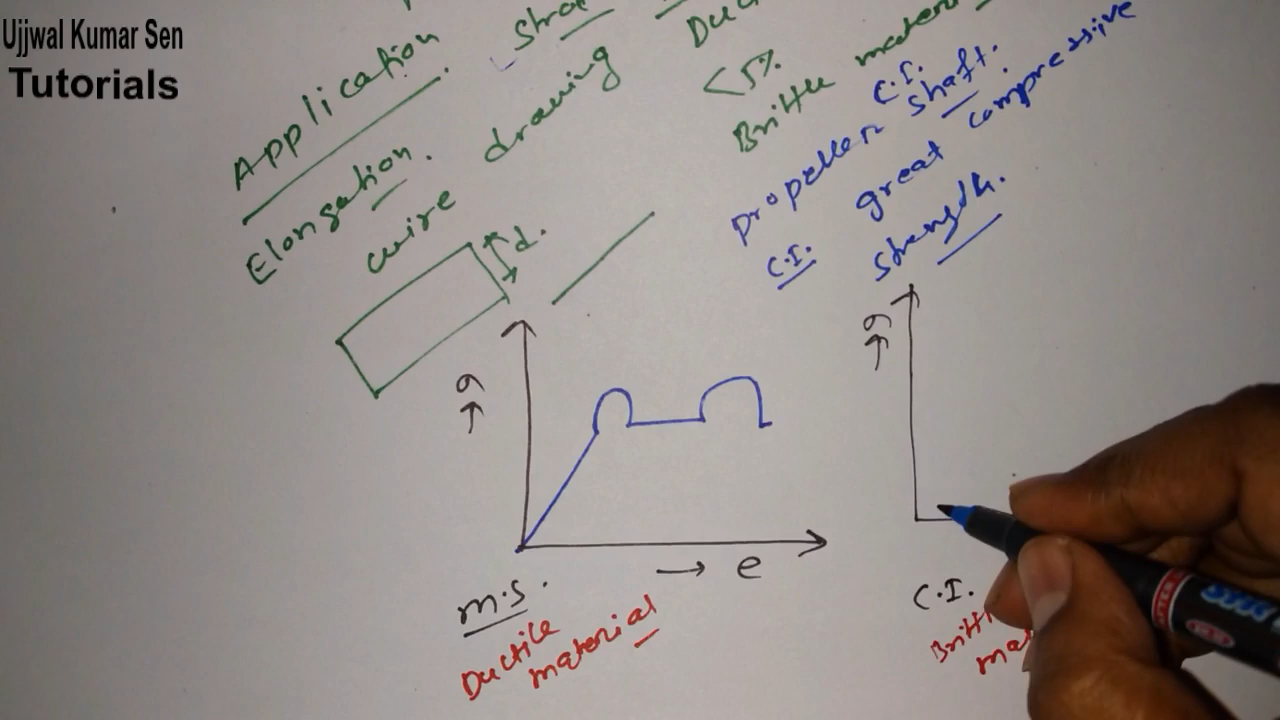 Ujjwal Kumar Sen
Tutorials
Application.
Elongation.
wire drawing
d.
<5%
Brittle
C.I.
propeller shaft.
C.I. great compressive
strength.
σ
e
m.s.
Ductile
material
σ
C.I.